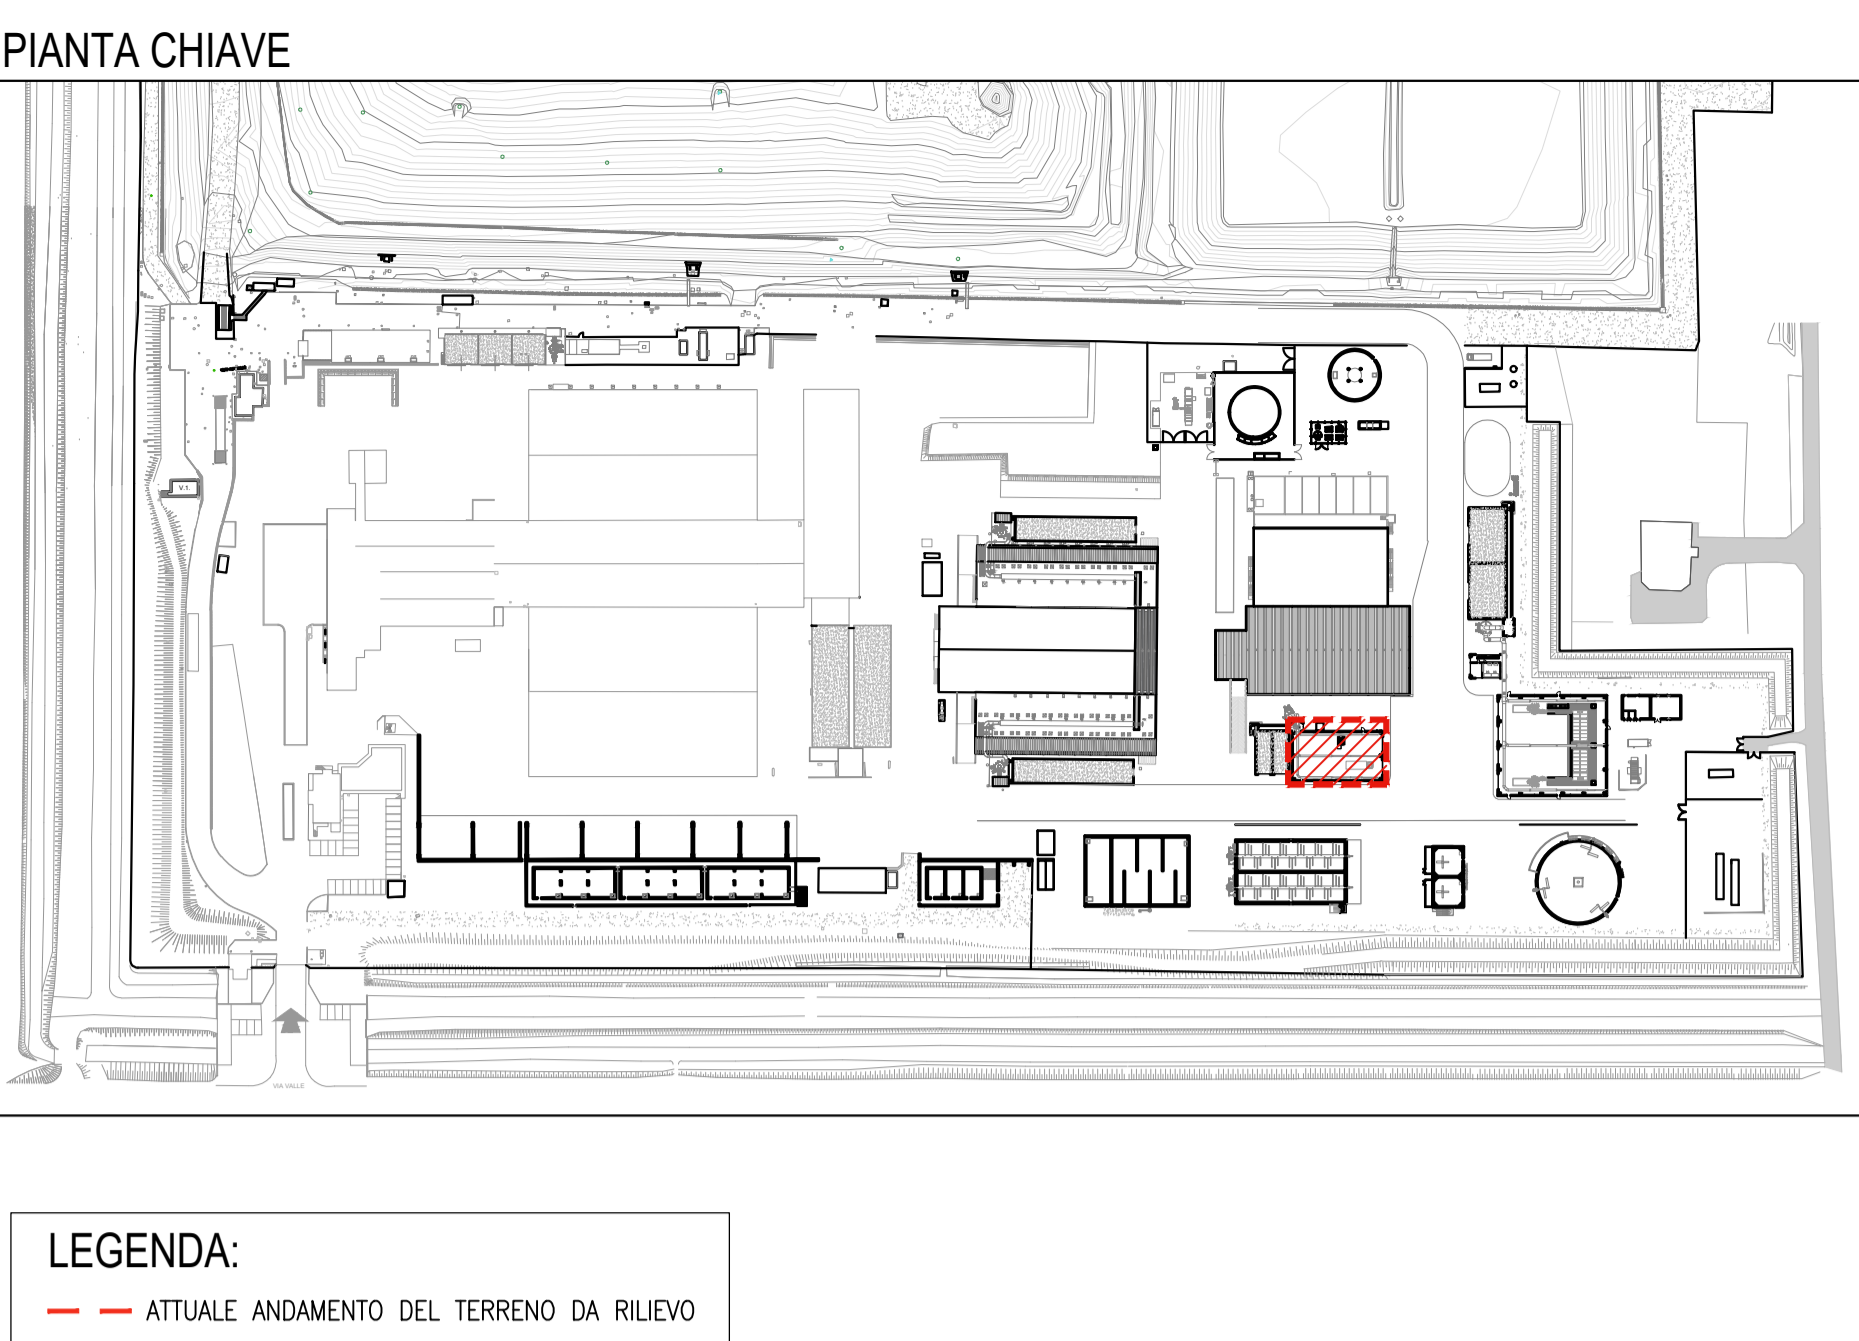 PIANTA CHIAVE
V.1.
VIA VALLE
LEGENDA:
ATTUALE ANDAMENTO DEL TERRENO DA RILIEVO